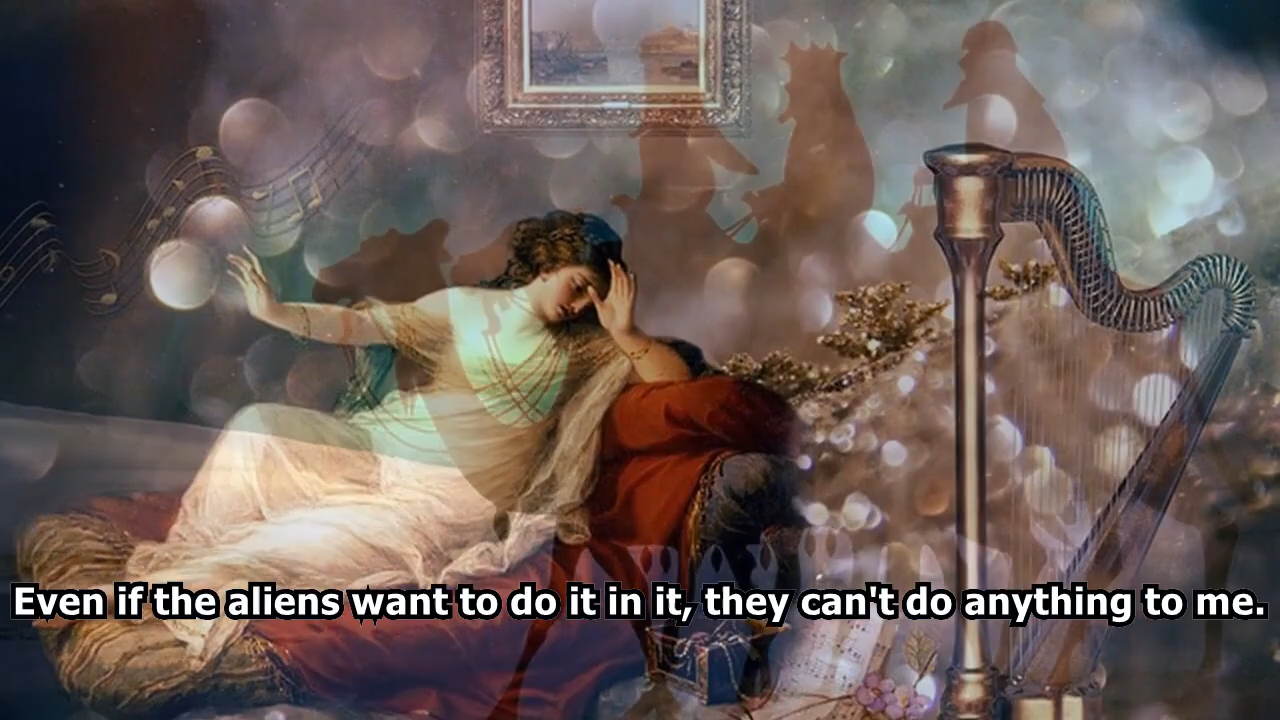 Even if the aliens want to do it in it, they can't do anything to me.